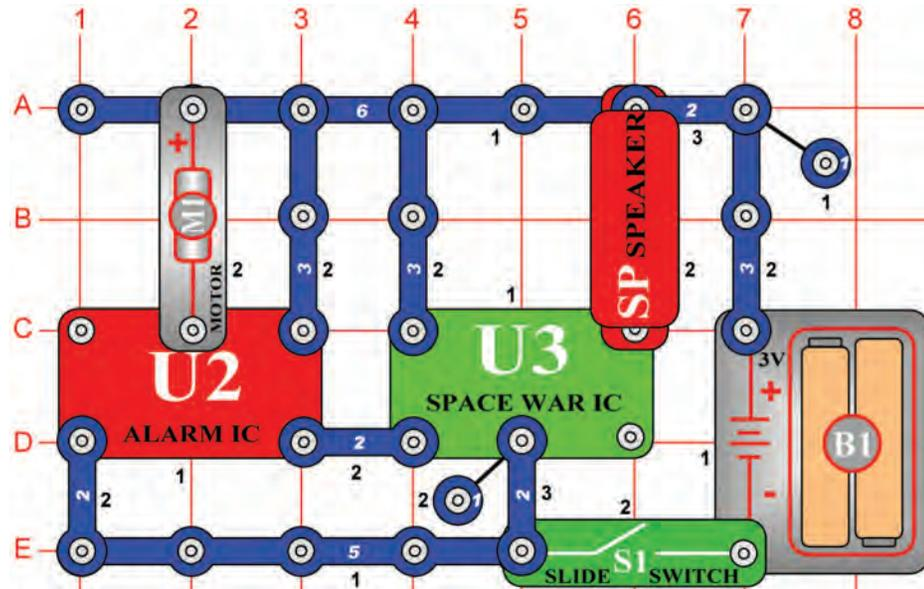 1 2 3 4 5 6 7 8
A 6 2
1 3 1
+ SPEAKER 1
B M1
MOTOR 2 3 2 3 2 1 SP 2 3 2
C U2 U3 3V
ALARM IC SPACE WAR IC +
D 2 B1
1 2 1
2 2 2 1 2 3 2 -
E 5 S1
1 SLIDE SWITCH